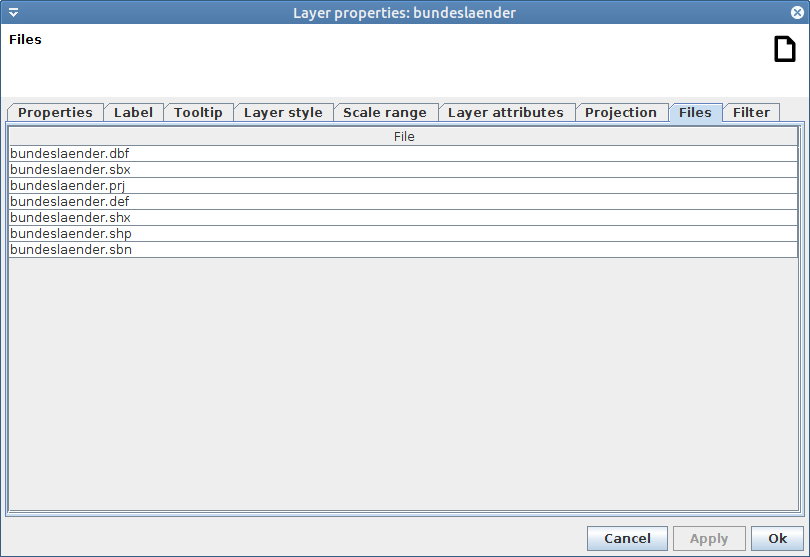 Layer properties: bundeslaender
Files
Properties Label Tooltip Layer style Scale range Layer attributes Projection Files Filter
File
bundeslaender.dbf
bundeslaender.sbx
bundeslaender.prj
bundeslaender.def
bundeslaender.shx
bundeslaender.shp
bundeslaender.sbn
Cancel Apply Ok